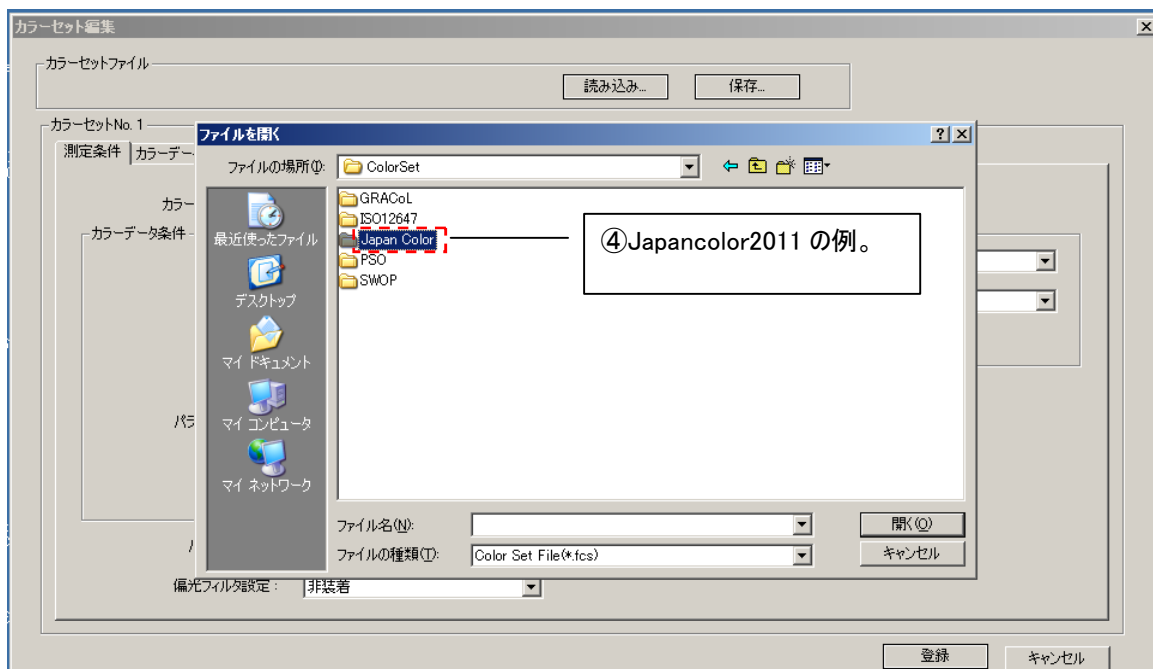 カラーセット編集
カラーセットファイル
読み込み...
保存...
カラーセットNo. 1
測定条件
カラーデー
カラー
カラーデータ条件
パラ
偏光フィルタ設定 :
非装着
登録
キャンセル
ファイルを開く
ファイルの場所(I):
ColorSet
最近使ったファイル
デスクトップ
マイ ドキュメント
マイ コンピュータ
マイ ネットワーク
GRACoL
ISO12647
Japan Color
PSO
SWOP
④Japancolor2011 の例。
ファイル名(N):
開く(O)
ファイルの種類(T):
Color Set File(*.fcs)
キャンセル